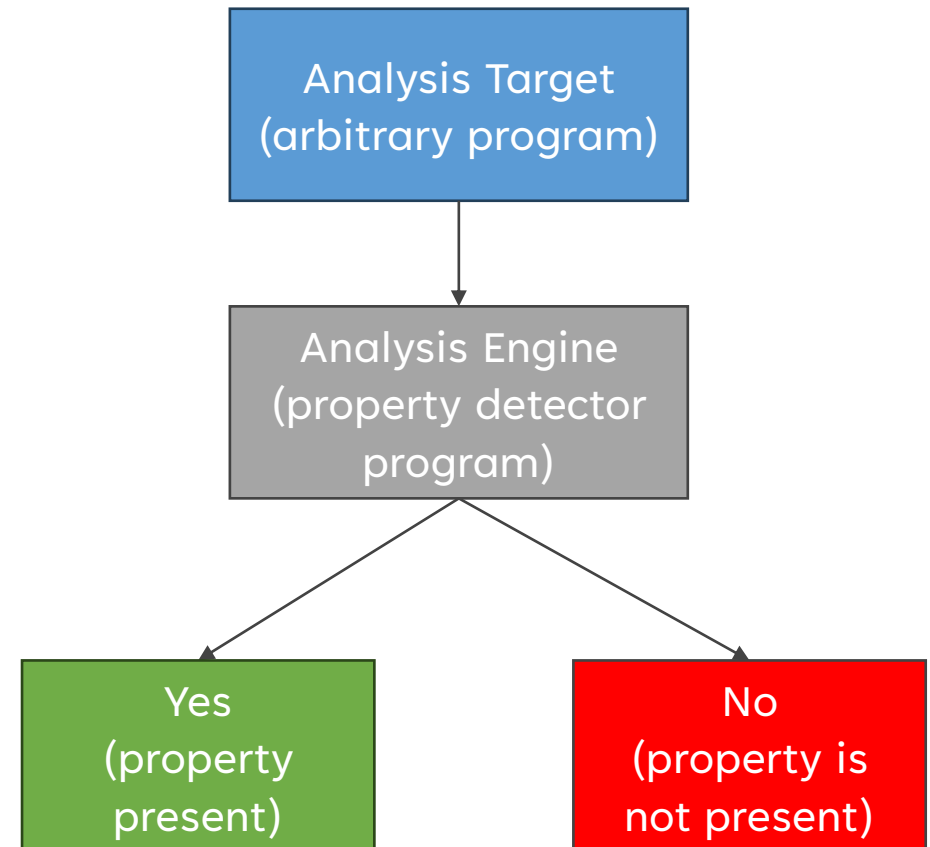 Analysis Target
(arbitrary program)
Analysis Engine
(property detector
program)
Yes
(property
present)
No
(property is
not present)